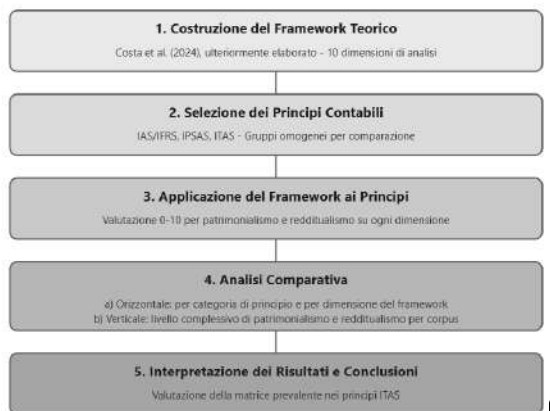 1. Costruzione del Framework Teorico
Costa et al. (2024), ulteriormente elaborato - 10 dimensioni di analisi
2. Selezione dei Principi Contabili
IAS/IFRS, IPSAS, ITAS - Gruppi omogenei per comparazione
3. Applicazione del Framework ai Principi
Valutazione 0-10 per patrimonialismo e reddittualismo su ogni dimensione
4. Analisi Comparativa
a) Orizzontale: per categoria di principio e per dimensione del framework
b) Verticale: livello complessivo di patrimonialismo e reddittualismo per corpus
5. Interpretazione dei Risultati e Conclusioni
Valutazione della matrice prevalente nei principi ITAS